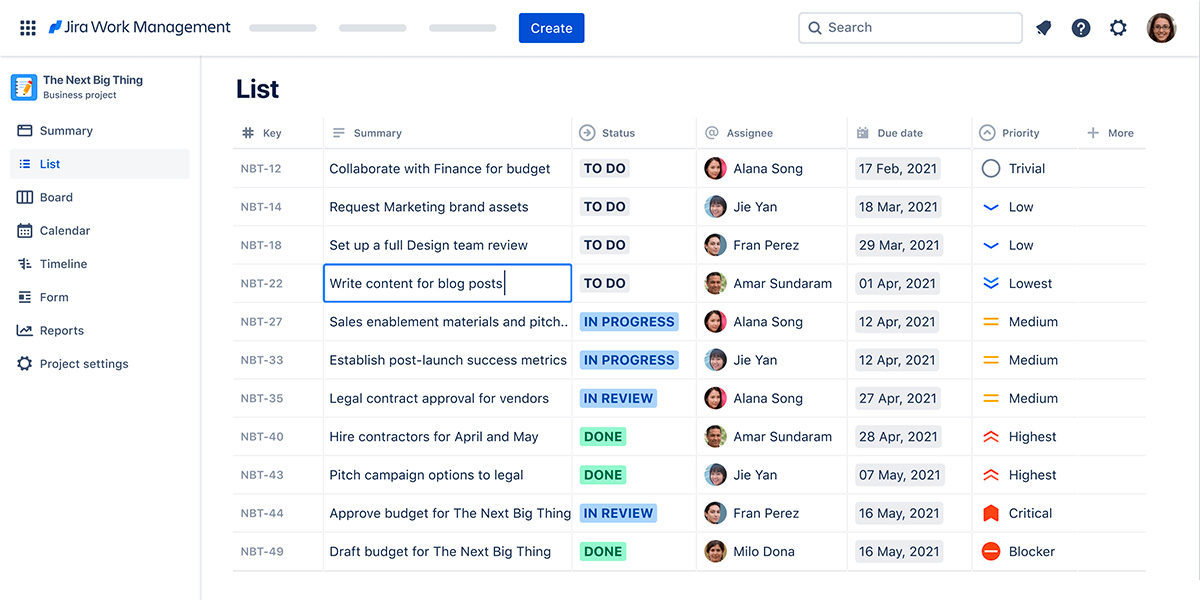 Jira Work Management Create Search
The Next Big Thing
Business project
Summary
List
Board
Calendar
Timeline
Form
Reports
Project settings
List
Key Summary Status Assignee Due date Priority More
NBT-12 Collaborate with Finance for budget TO DO Alana Song 17 Feb, 2021 Trivial
NBT-14 Request Marketing brand assets TO DO Jie Yan 18 Mar, 2021 Low
NBT-18 Set up a full Design team review TO DO Fran Perez 29 Mar, 2021 Low
NBT-22 Write content for blog posts TO DO Amar Sundaram 01 Apr, 2021 Lowest
NBT-27 Sales enablement materials and pitch.. IN PROGRESS Alana Song 12 Apr, 2021 Medium
NBT-33 Establish post-launch success metrics IN PROGRESS Jie Yan 12 Apr, 2021 Medium
NBT-35 Legal contract approval for vendors IN REVIEW Alana Song 27 Apr, 2021 Medium
NBT-40 Hire contractors for April and May DONE Amar Sundaram 28 Apr, 2021 Highest
NBT-43 Pitch campaign options to legal DONE Jie Yan 07 May, 2021 Highest
NBT-44 Approve budget for The Next Big Thing IN REVIEW Fran Perez 16 May, 2021 Critical
NBT-49 Draft budget for The Next Big Thing DONE Milo Dona 16 May, 2021 Blocker